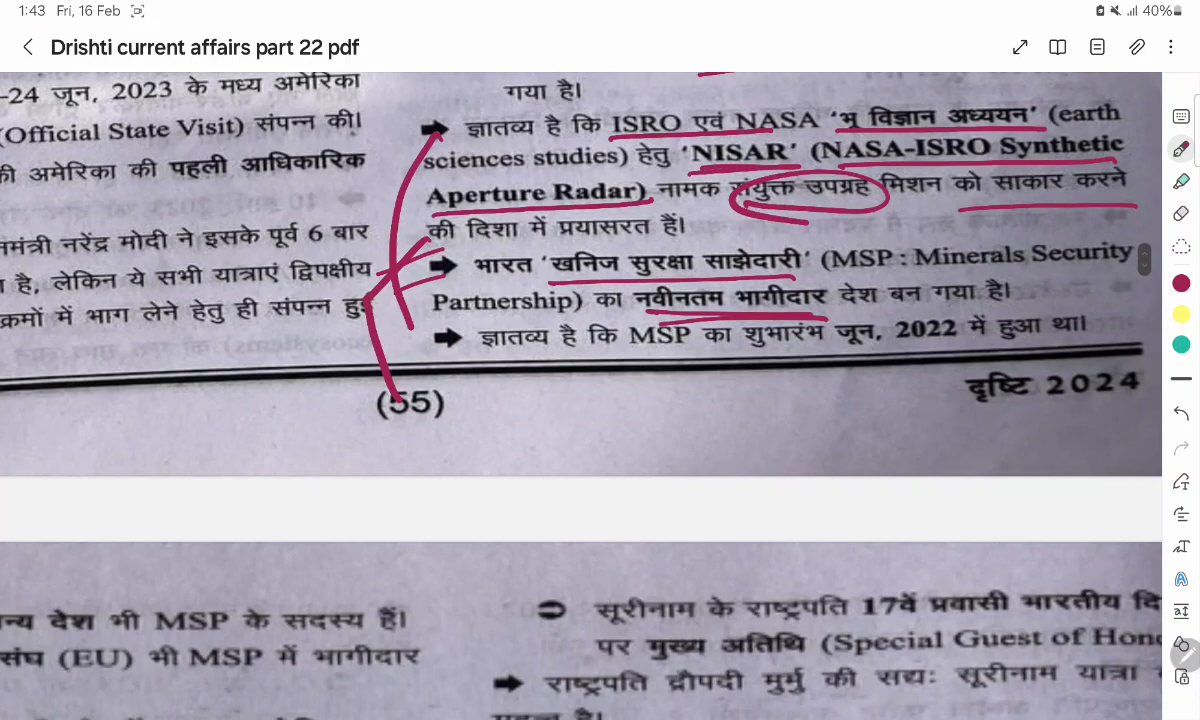 1:43 Fri, 16 Feb
40%
Drishti current affairs part 22 pdf
-24 जून, 2023 के मध्य अमेरिका
(Official State Visit) संपन्न की।
की अमेरिका की पहली आधिकारिक
नरेंद्र मोदी ने इसके पूर्व 6 बार
है, लेकिन ये सभी यात्राएं द्विपक्षीय
क्रमों में भाग लेने हेतु ही संपन्न हुई
गया है।
ज्ञातव्य है कि ISRO एवं NASA ‘भू विज्ञान अध्ययन’ (earth
sciences studies) हेतु ‘NISAR’ (NASA-ISRO Synthetic
Aperture Radar) नामक संयुक्त उपग्रह मिशन को साकार करने
की दिशा में प्रयासरत हैं।
भारत ‘खनिज सुरक्षा साझेदारी’ (MSP : Minerals Security
Partnership) का नवीनतम भागीदार देश बन गया है।
ज्ञातव्य है कि MSP का शुभारंभ जून, 2022 में हुआ था।
(55)
दृष्टि 2024
देश भी MSP के सदस्य हैं।
संघ (EU) भी MSP में भागीदार
सूरीनाम के राष्ट्रपति 17वें प्रवासी भारतीय
पर मुख्य अतिथि (Special Guest of
राष्ट्रपति द्रौपदी मुर्मु की सद्यः सूरीनाम यात्रा